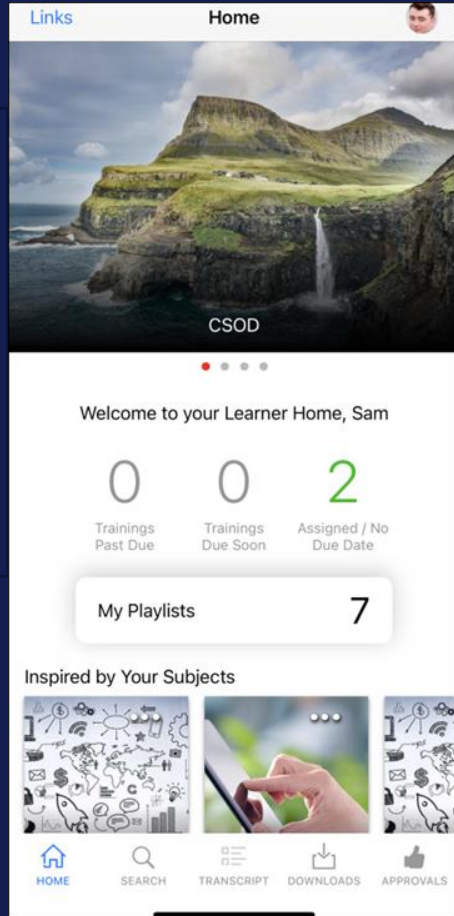 Links
Home
CSOD
Welcome to your Learner Home, Sam
0
0
2
Trainings
Past Due
Trainings
Due Soon
Assigned / No
Due Date
My Playlists
7
Inspired by Your Subjects
HOME
SEARCH
TRANSCRIPT
DOWNLOADS
APPROVALS